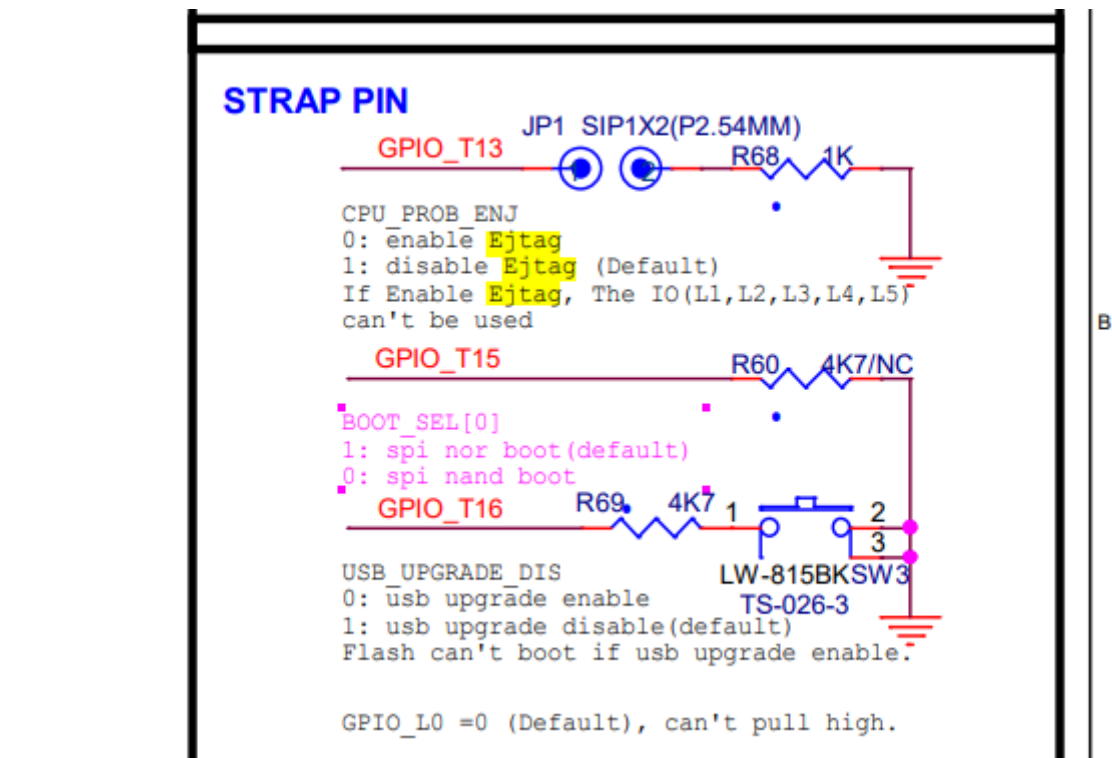 STRAP PIN
JP1 SIP1X2(P2.54MM)
GPIO_T13
1
2
R68 1K
CPU_PROB_ENJ
0: enable Ejtag
1: disable Ejtag (Default)
If Enable Ejtag, The IO(L1,L2,L3,L4,L5)
can't be used
B
GPIO_T15
R60 4K7/NC
BOOT_SEL[0]
1: spi nor boot(default)
0: spi nand boot
GPIO_T16
R69 4K7
1
2
3
USB_UPGRADE_DIS
LW-815BKSW3
0: usb upgrade enable
TS-026-3
1: usb upgrade disable(default)
Flash can't boot if usb upgrade enable.
GPIO_L0 =0 (Default), can't pull high.